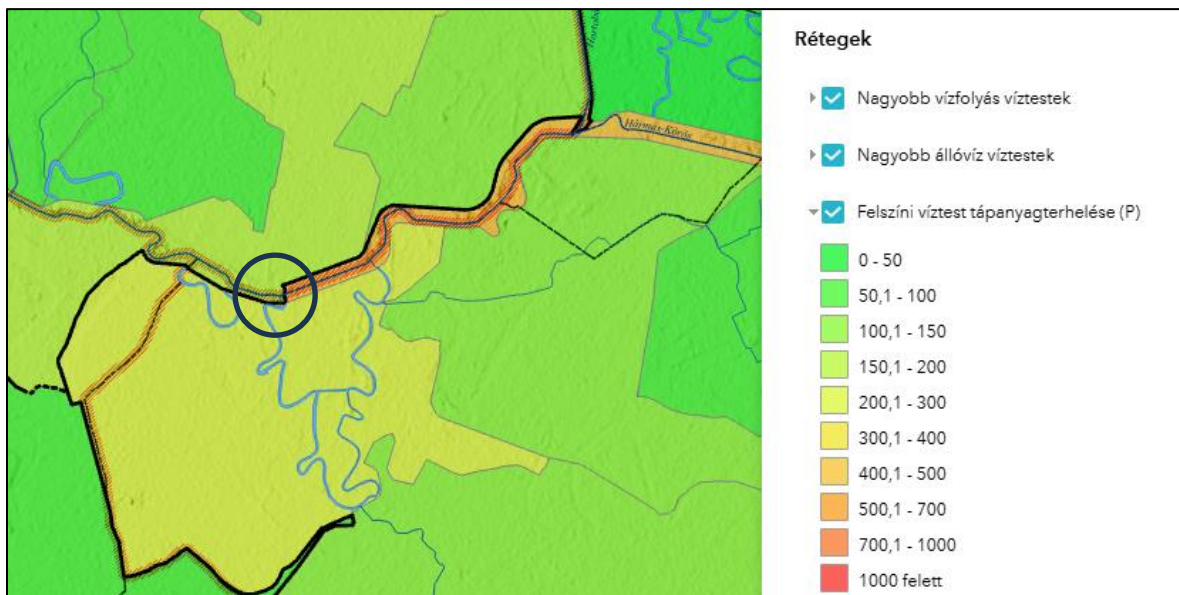 Hortobá
Hármas-Körös
Rétegek
Nagyobb vízfolyás víztestek
Nagyobb állóvíz víztestek
Felszíni víztest tápanyagterhelése (P)
0 - 50
50,1 - 100
100,1 - 150
150,1 - 200
200,1 - 300
300,1 - 400
400,1 - 500
500,1 - 700
700,1 - 1000
1000 felett